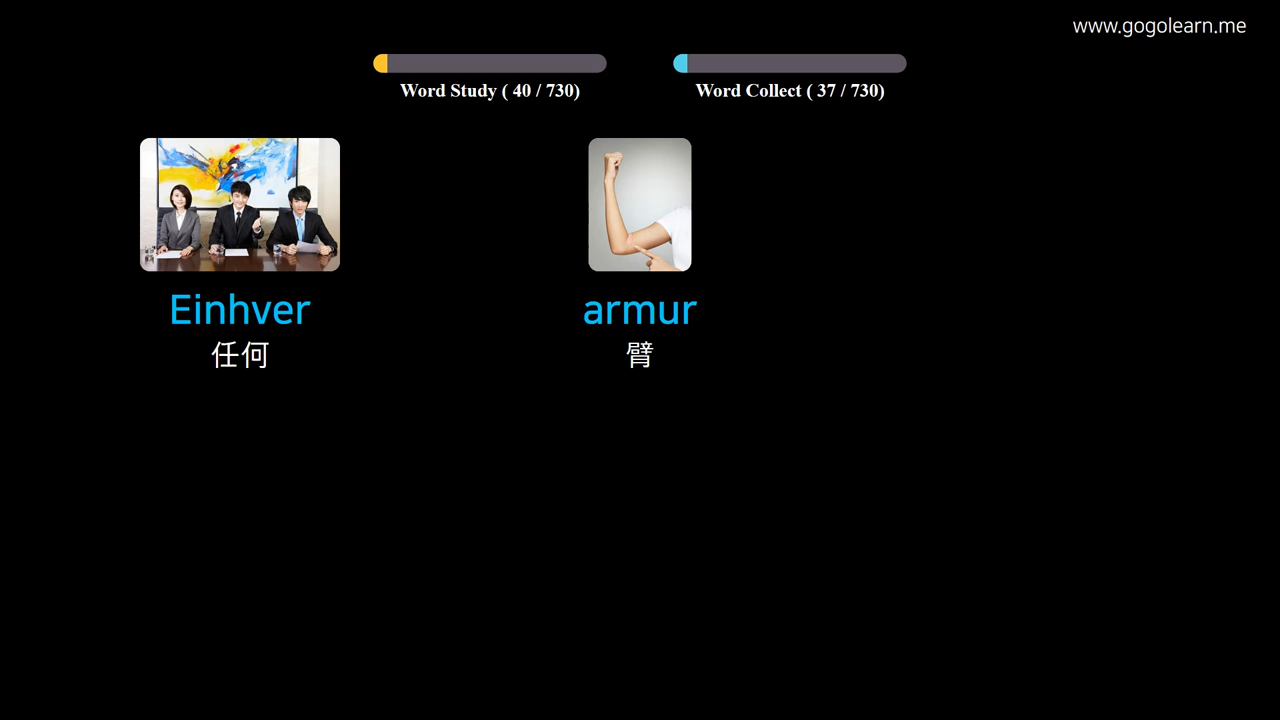 www.gogolearn.me
Word Study ( 40 / 730)
Word Collect ( 37 / 730)
Einhver
任何
armur
臂